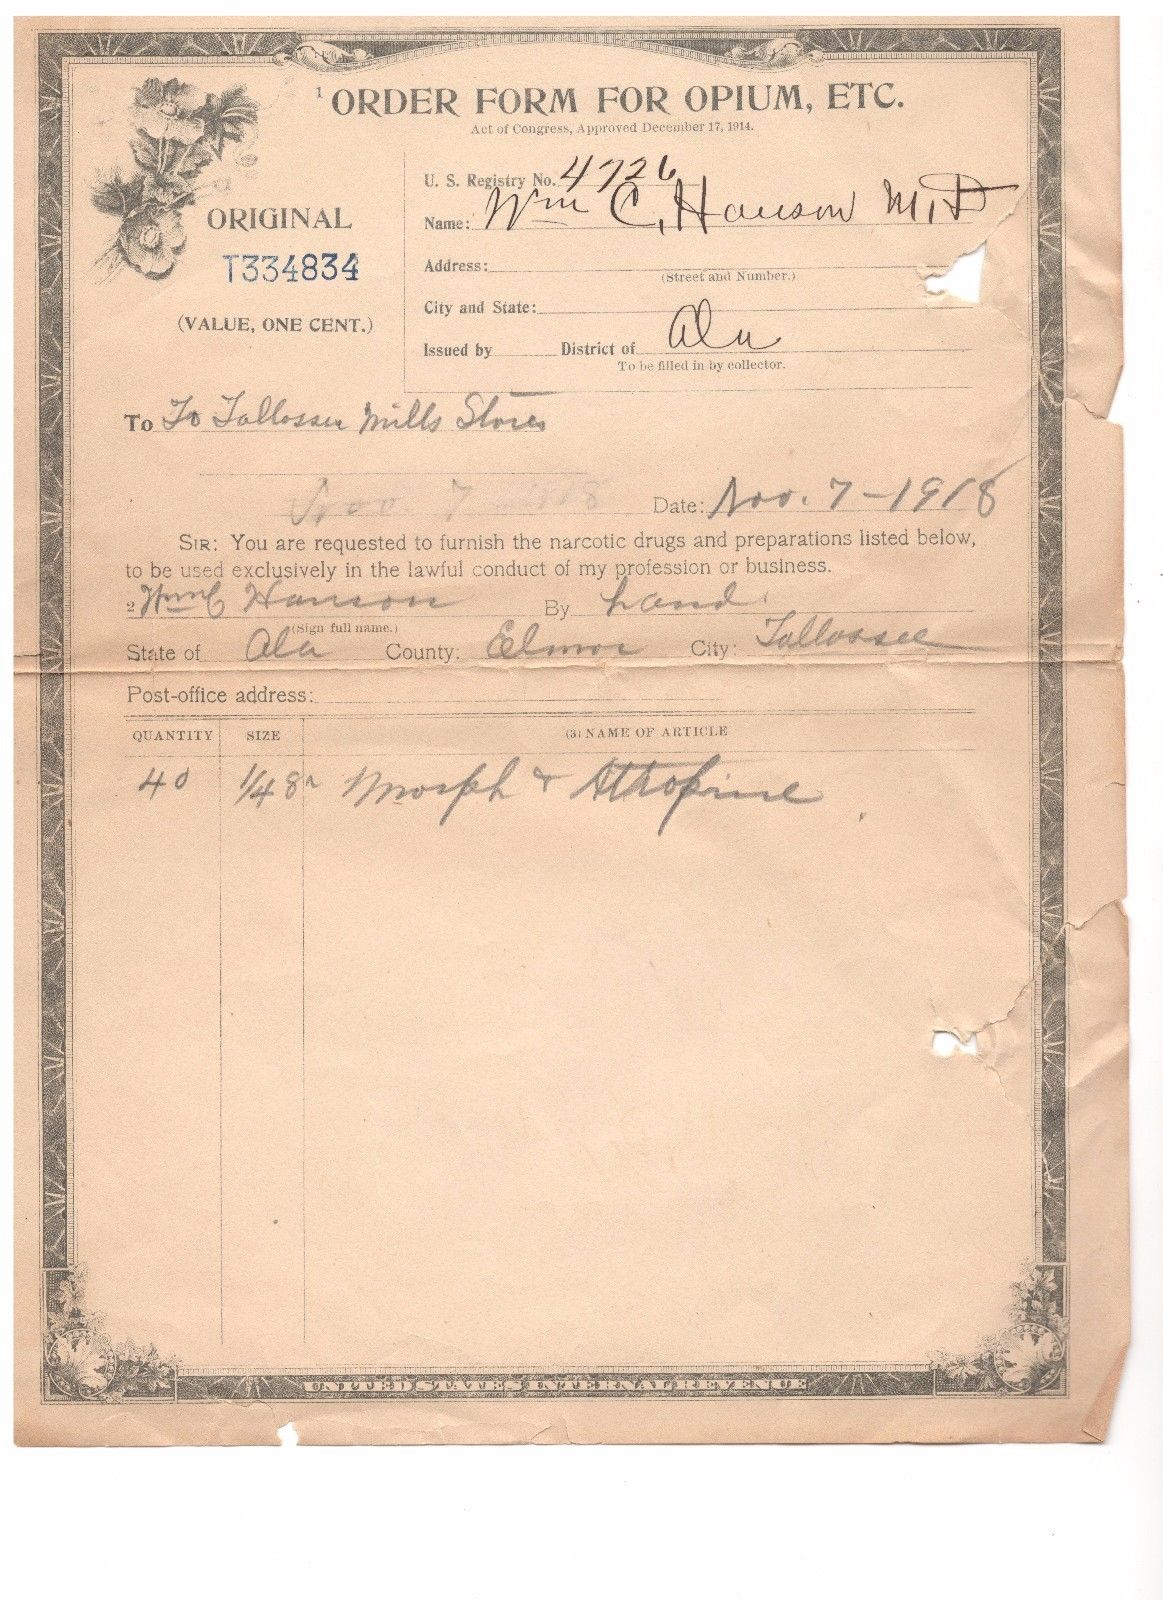 1 ORDER FORM FOR OPIUM, ETC.
Act of Congress, Approved December 17, 1914.
ORIGINAL
T334834
(VALUE, ONE CENT.)
U. S. Registry No. 4726
Name: Wm C. Hanson M.D
Address:
(Street and Number.)
City and State:
Issued by District of Ala
To be filled in by collector.
To To Tallassee Mills Stores
Nov. 7 1918 Date: Nov. 7-1918
SIR: You are requested to furnish the narcotic drugs and preparations listed below,
to be used exclusively in the lawful conduct of my profession or business.
2 Wm C Hanson By hand.
(Sign full name.)
State of Ala County: Elmor City: Tallassee
Post-office address:
QUANTITY SIZE (3) NAME OF ARTICLE
40 1/48 Morph & Atropine
UNITED STATES INTERNAL REVENUE